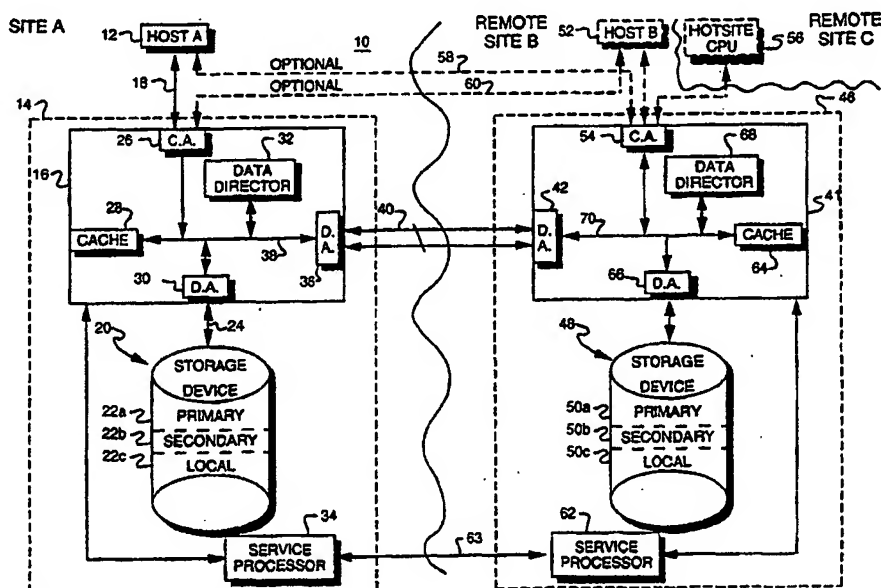 SITE A
12
HOST A
10
REMOTE
SITE B
52
HOST B
HOTSITE
CPU
56
REMOTE
SITE C
OPTIONAL
58
18
OPTIONAL
60
14
46
26
C.A.
32
DATA
DIRECTOR
16
28
CACHE
38
D.
A.
36
30
D.A.
40
54
C.A.
68
DATA
DIRECTOR
42
D.
A.
70
41
CACHE
64
66
D.A.
24
20
STORAGE
DEVICE
22a
PRIMARY
22b
SECONDARY
22c
LOCAL
48
STORAGE
DEVICE
50a
PRIMARY
50b
SECONDARY
50c
LOCAL
34
SERVICE
PROCESSOR
63
62
SERVICE
PROCESSOR